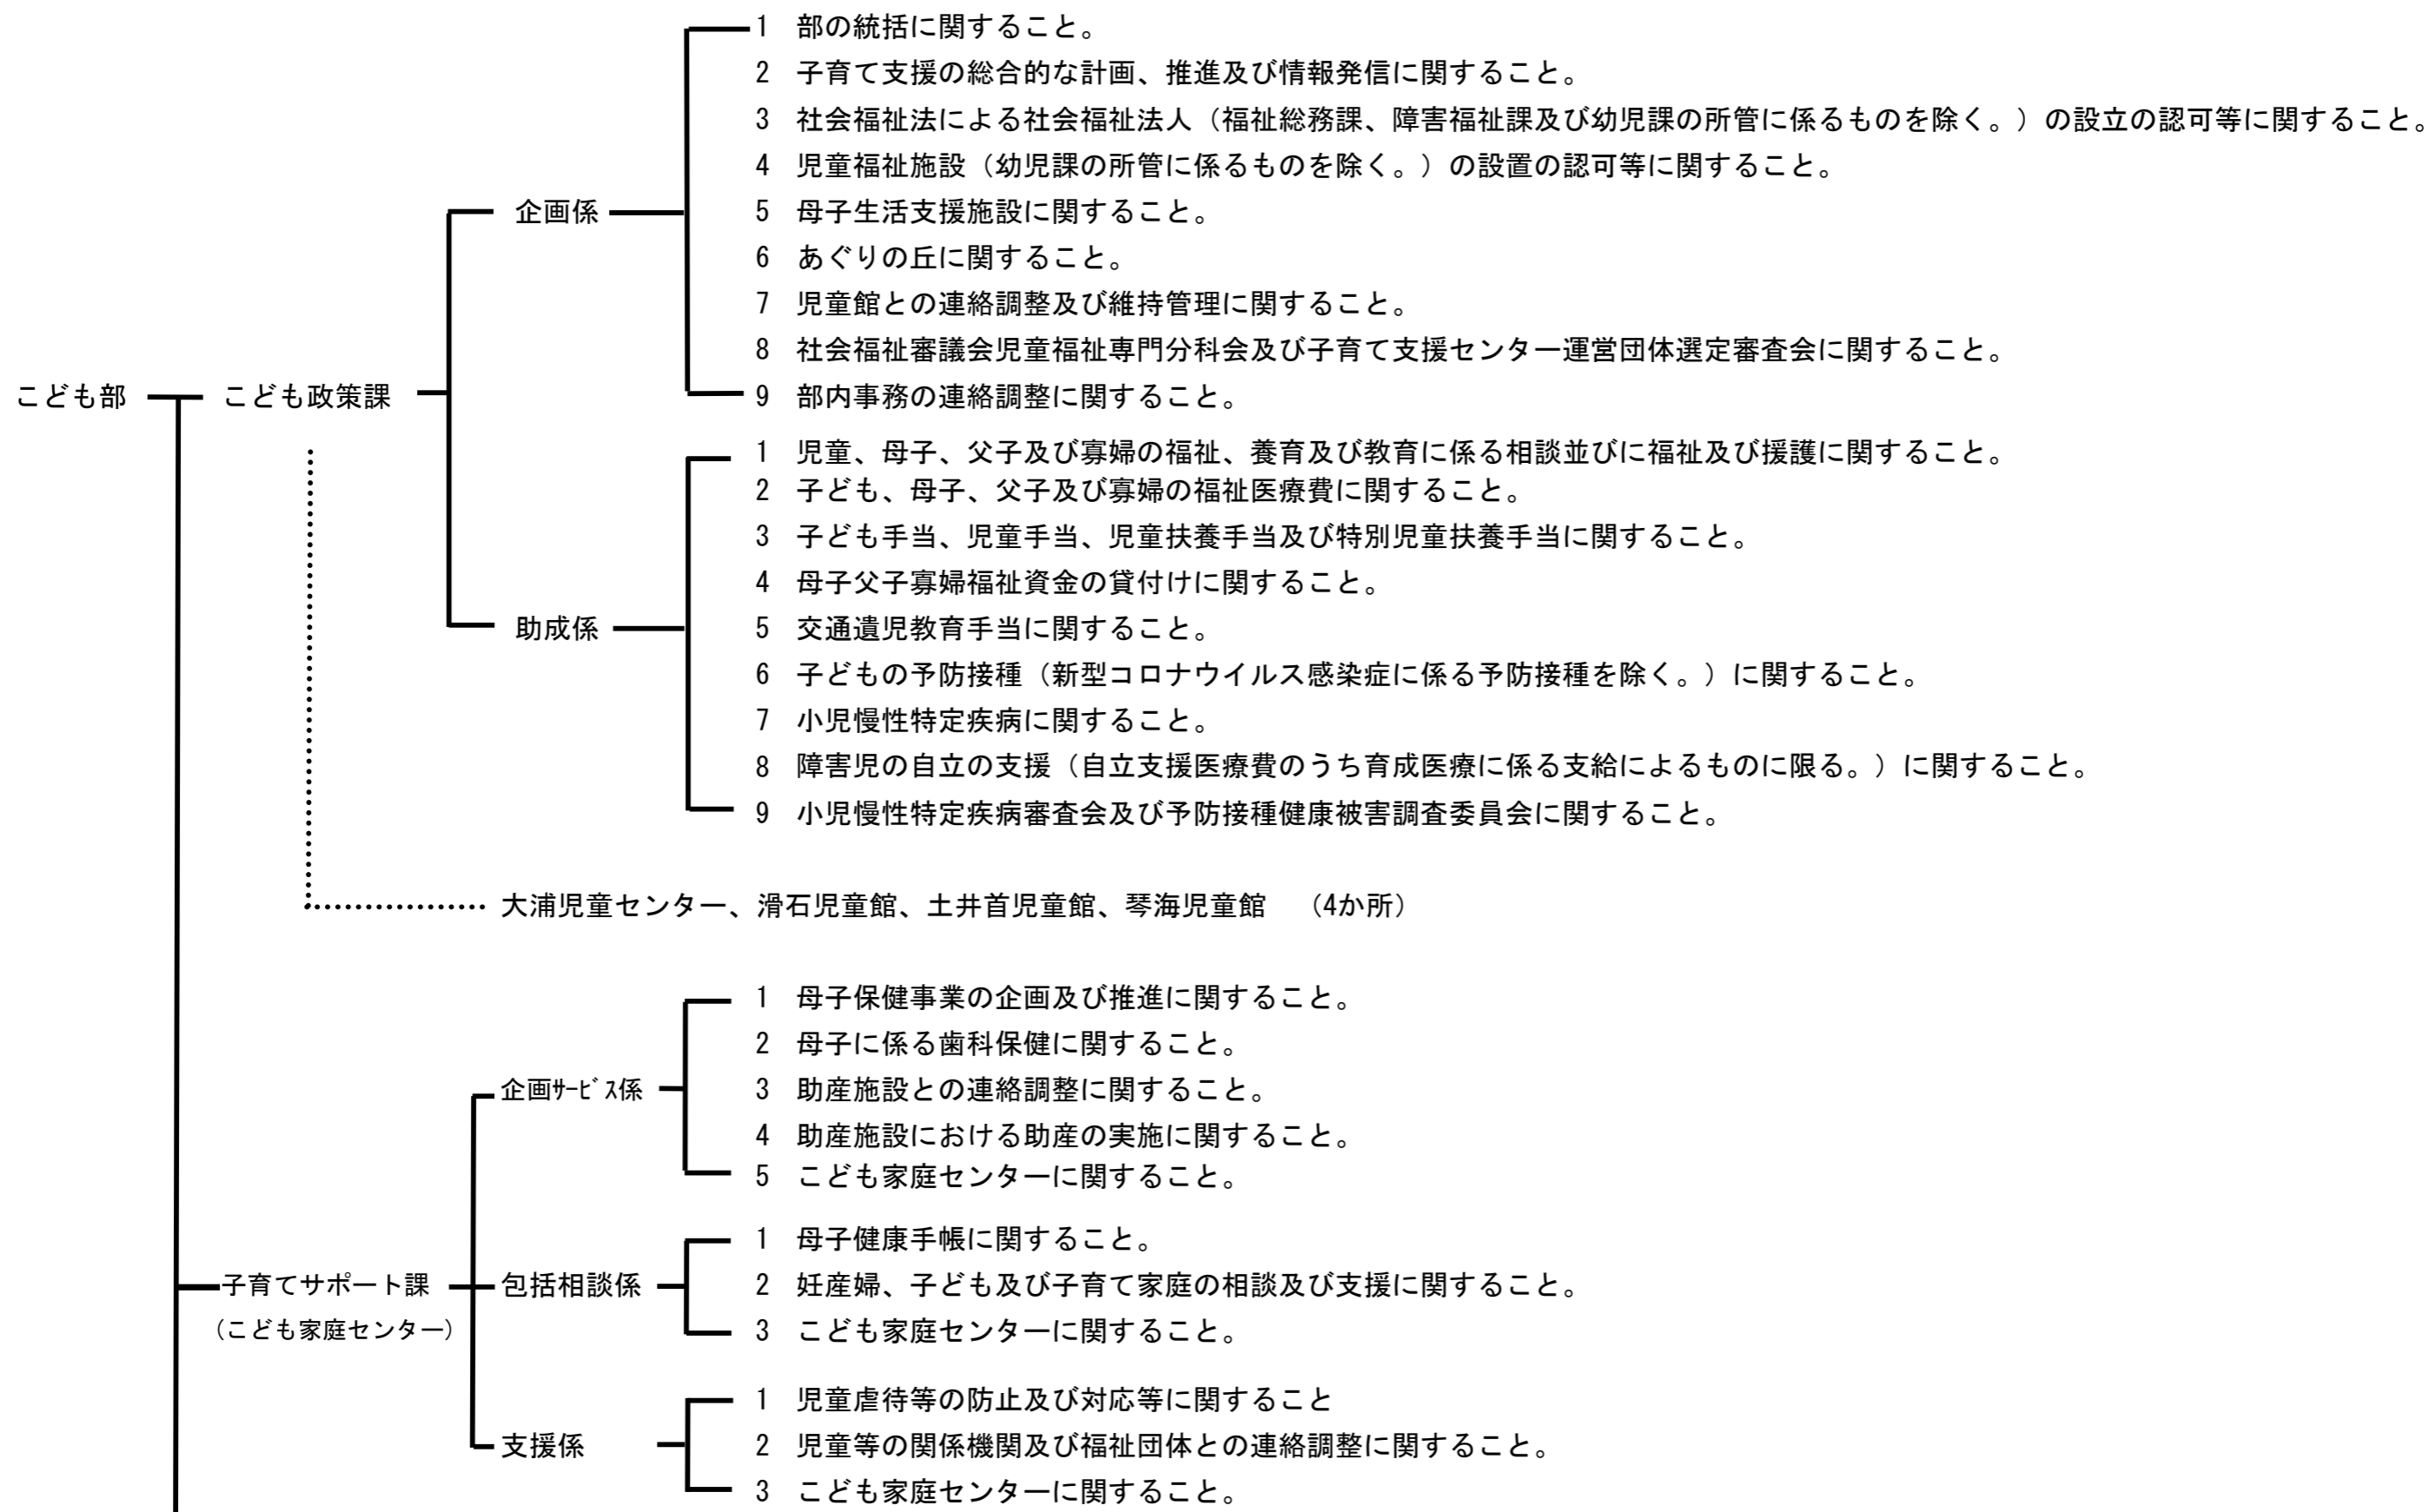 こども部
こども政策課
企画係
1 部の統括に関すること。
2 子育て支援の総合的な計画、推進及び情報発信に関すること。
3 社会福祉法による社会福祉法人（福祉総務課、障害福祉課及び幼児課の所管に係るものを除く。）の設立の認可等に関すること。
4 児童福祉施設（幼児課の所管に係るものを除く。）の設置の認可等に関すること。
5 母子生活支援施設に関すること。
6 あぐりの丘に関すること。
7 児童館との連絡調整及び維持管理に関すること。
8 社会福祉審議会児童福祉専門分科会及び子育て支援センター運営団体選定審査会に関すること。
9 部内事務の連絡調整に関すること。
助成係
1 児童、母子、父子及び寡婦の福祉、養育及び教育に係る相談並びに福祉及び援護に関すること。
2 子ども、母子、父子及び寡婦の福祉医療費に関すること。
3 子ども手当、児童手当、児童扶養手当及び特別児童扶養手当に関すること。
4 母子父子寡婦福祉資金の貸付けに関すること。
5 交通遺児教育手当に関すること。
6 子どもの予防接種（新型コロナウイルス感染症に係る予防接種を除く。）に関すること。
7 小児慢性特定疾病に関すること。
8 障害児の自立の支援（自立支援医療費のうち育成医療に係る支給によるものに限る。）に関すること。
9 小児慢性特定疾病審査会及び予防接種健康被害調査委員会に関すること。
大浦児童センター、滑石児童館、土井首児童館、琴海児童館 （4か所）
子育てサポート課
（こども家庭センター）
企画ｻｰﾋﾞｽ係
1 母子保健事業の企画及び推進に関すること。
2 母子に係る歯科保健に関すること。
3 助産施設との連絡調整に関すること。
4 助産施設における助産の実施に関すること。
5 こども家庭センターに関すること。
包括相談係
1 母子健康手帳に関すること。
2 妊産婦、子ども及び子育て家庭の相談及び支援に関すること。
3 こども家庭センターに関すること。
支援係
1 児童虐待等の防止及び対応等に関すること
2 児童等の関係機関及び福祉団体との連絡調整に関すること。
3 こども家庭センターに関すること。